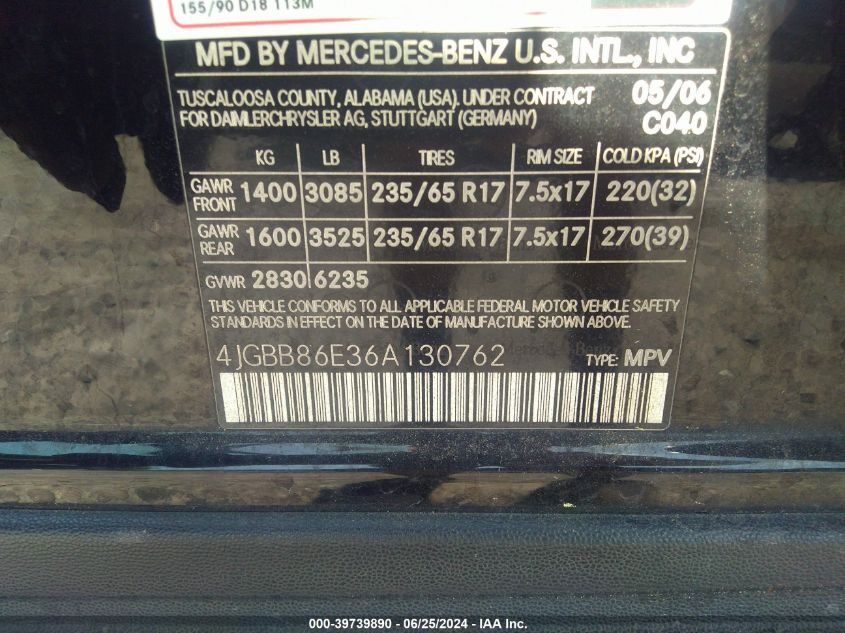 155/90 D18 113M
MFD BY MERCEDES-BENZ U.S. INTL., INC
TUSCALOOSA COUNTY, ALABAMA (USA). UNDER CONTRACT 05/06
FOR DAIMLERCHRYSLER AG, STUTTGART (GERMANY) C040
KG LB TIRES RIM SIZE COLD KPA (PSI)
GAWR FRONT 1400 3085 235/65 R17 7.5x17 220(32)
GAWR REAR 1600 3525 235/65 R17 7.5x17 270(39)
GVWR 2830 6235
THIS VEHICLE CONFORMS TO ALL APPLICABLE FEDERAL MOTOR VEHICLE SAFETY
STANDARDS IN EFFECT ON THE DATE OF MANUFACTURE SHOWN ABOVE.
4JGBB86E36A130762 TYPE: MPV
000-39739890 - 06/25/2024 - IAA Inc.